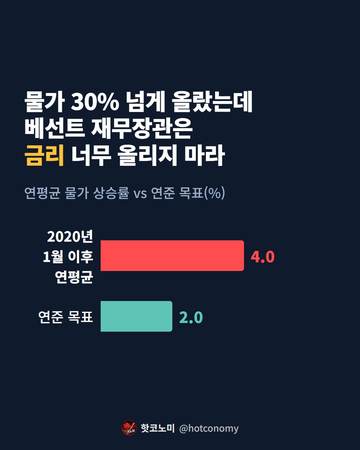 물가 30% 넘게 올랐는데
베선트 재무장관은
금리 너무 올리지 마라
연평균 물가 상승률 vs 연준 목표(%)
2020년
1월 이후
연평균
4.0
연준 목표
2.0
핫코노미 @hotconomy